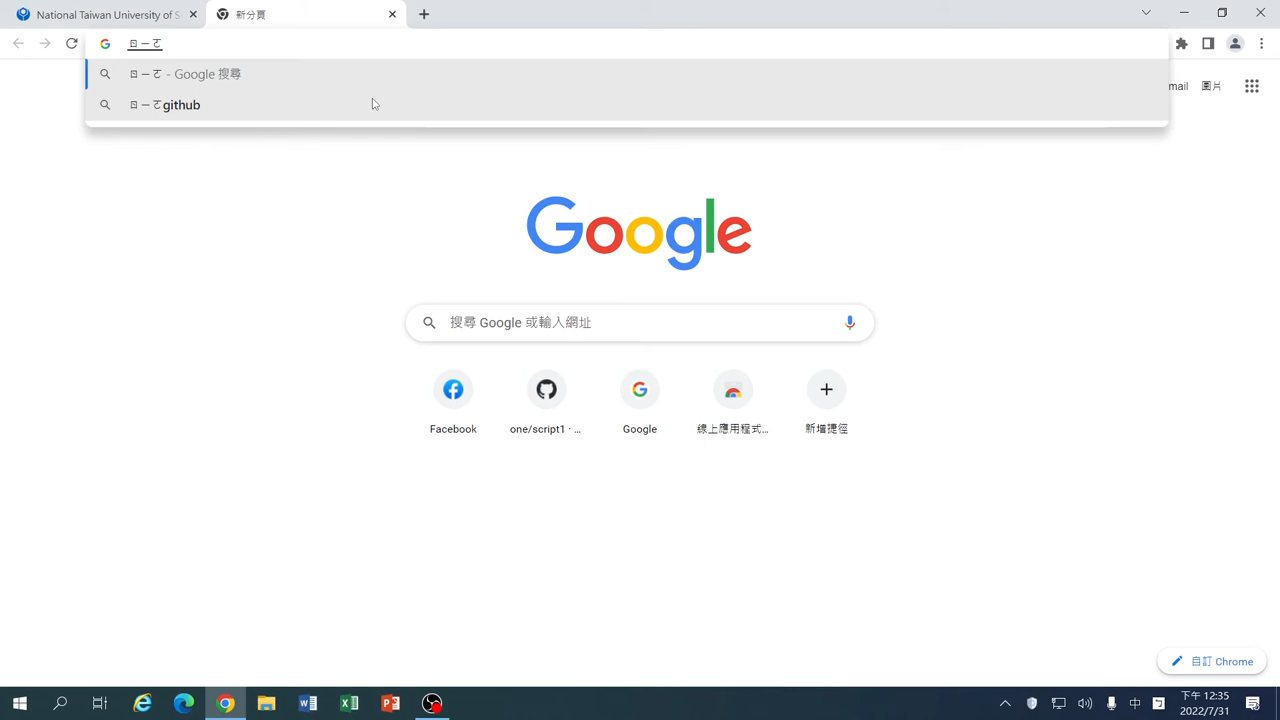 National Taiwan University of S
新分頁
ㄖㄧㄛ
ㄖㄧㄛ - Google 搜尋
ㄖㄧㄛgithub
mail 圖片
Google
搜尋 Google 或輸入網址
Facebook
one/script1 · ...
Google
線上應用程式...
新增捷徑
自訂 Chrome
中
下午 12:35
2022/7/31